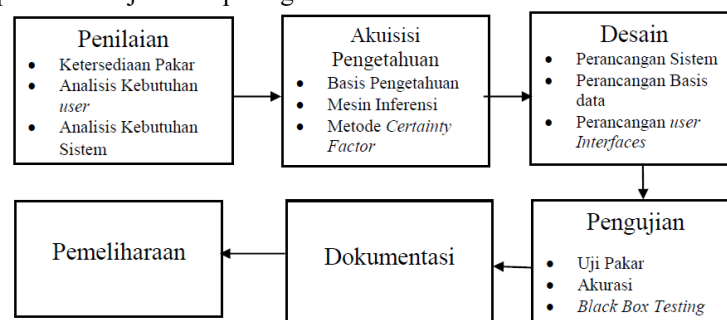 Penilaian
• Ketersediaan Pakar
• Analisis Kebutuhan
user
• Analisis Kebutuhan
Sistem
Akuisisi
Pengetahuan
• Basis Pengetahuan
• Mesin Inferensi
• Metode Certainty
Factor
Desain
• Perancangan Sistem
• Perancangan Basis
data
• Perancangan user
Interfaces
Pengujian
• Uji Pakar
• Akurasi
• Black Box Testing
Dokumentasi
Pemeliharaan